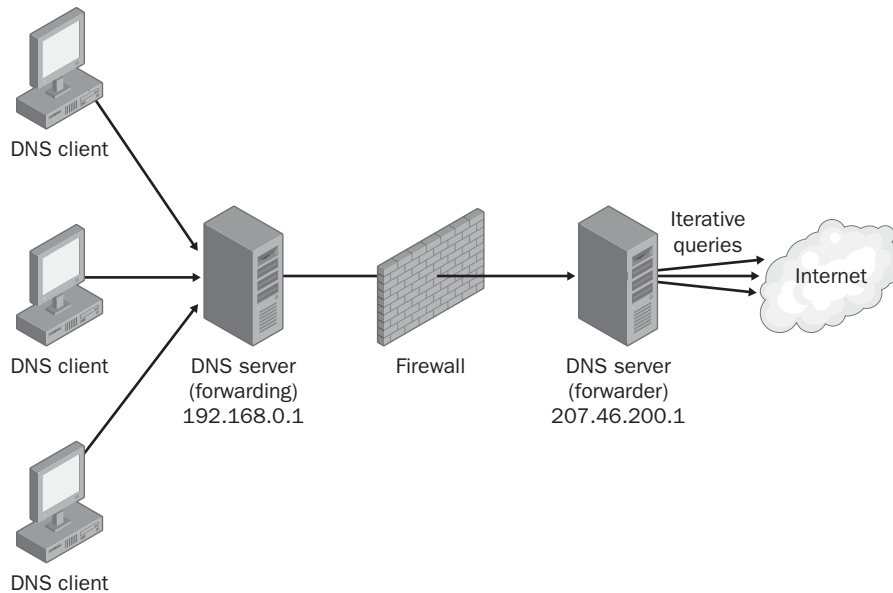 DNS client
DNS client
DNS client
DNS server
(forwarding)
192.168.0.1
Firewall
DNS server
(forwarder)
207.46.200.1
Iterative
queries
Internet